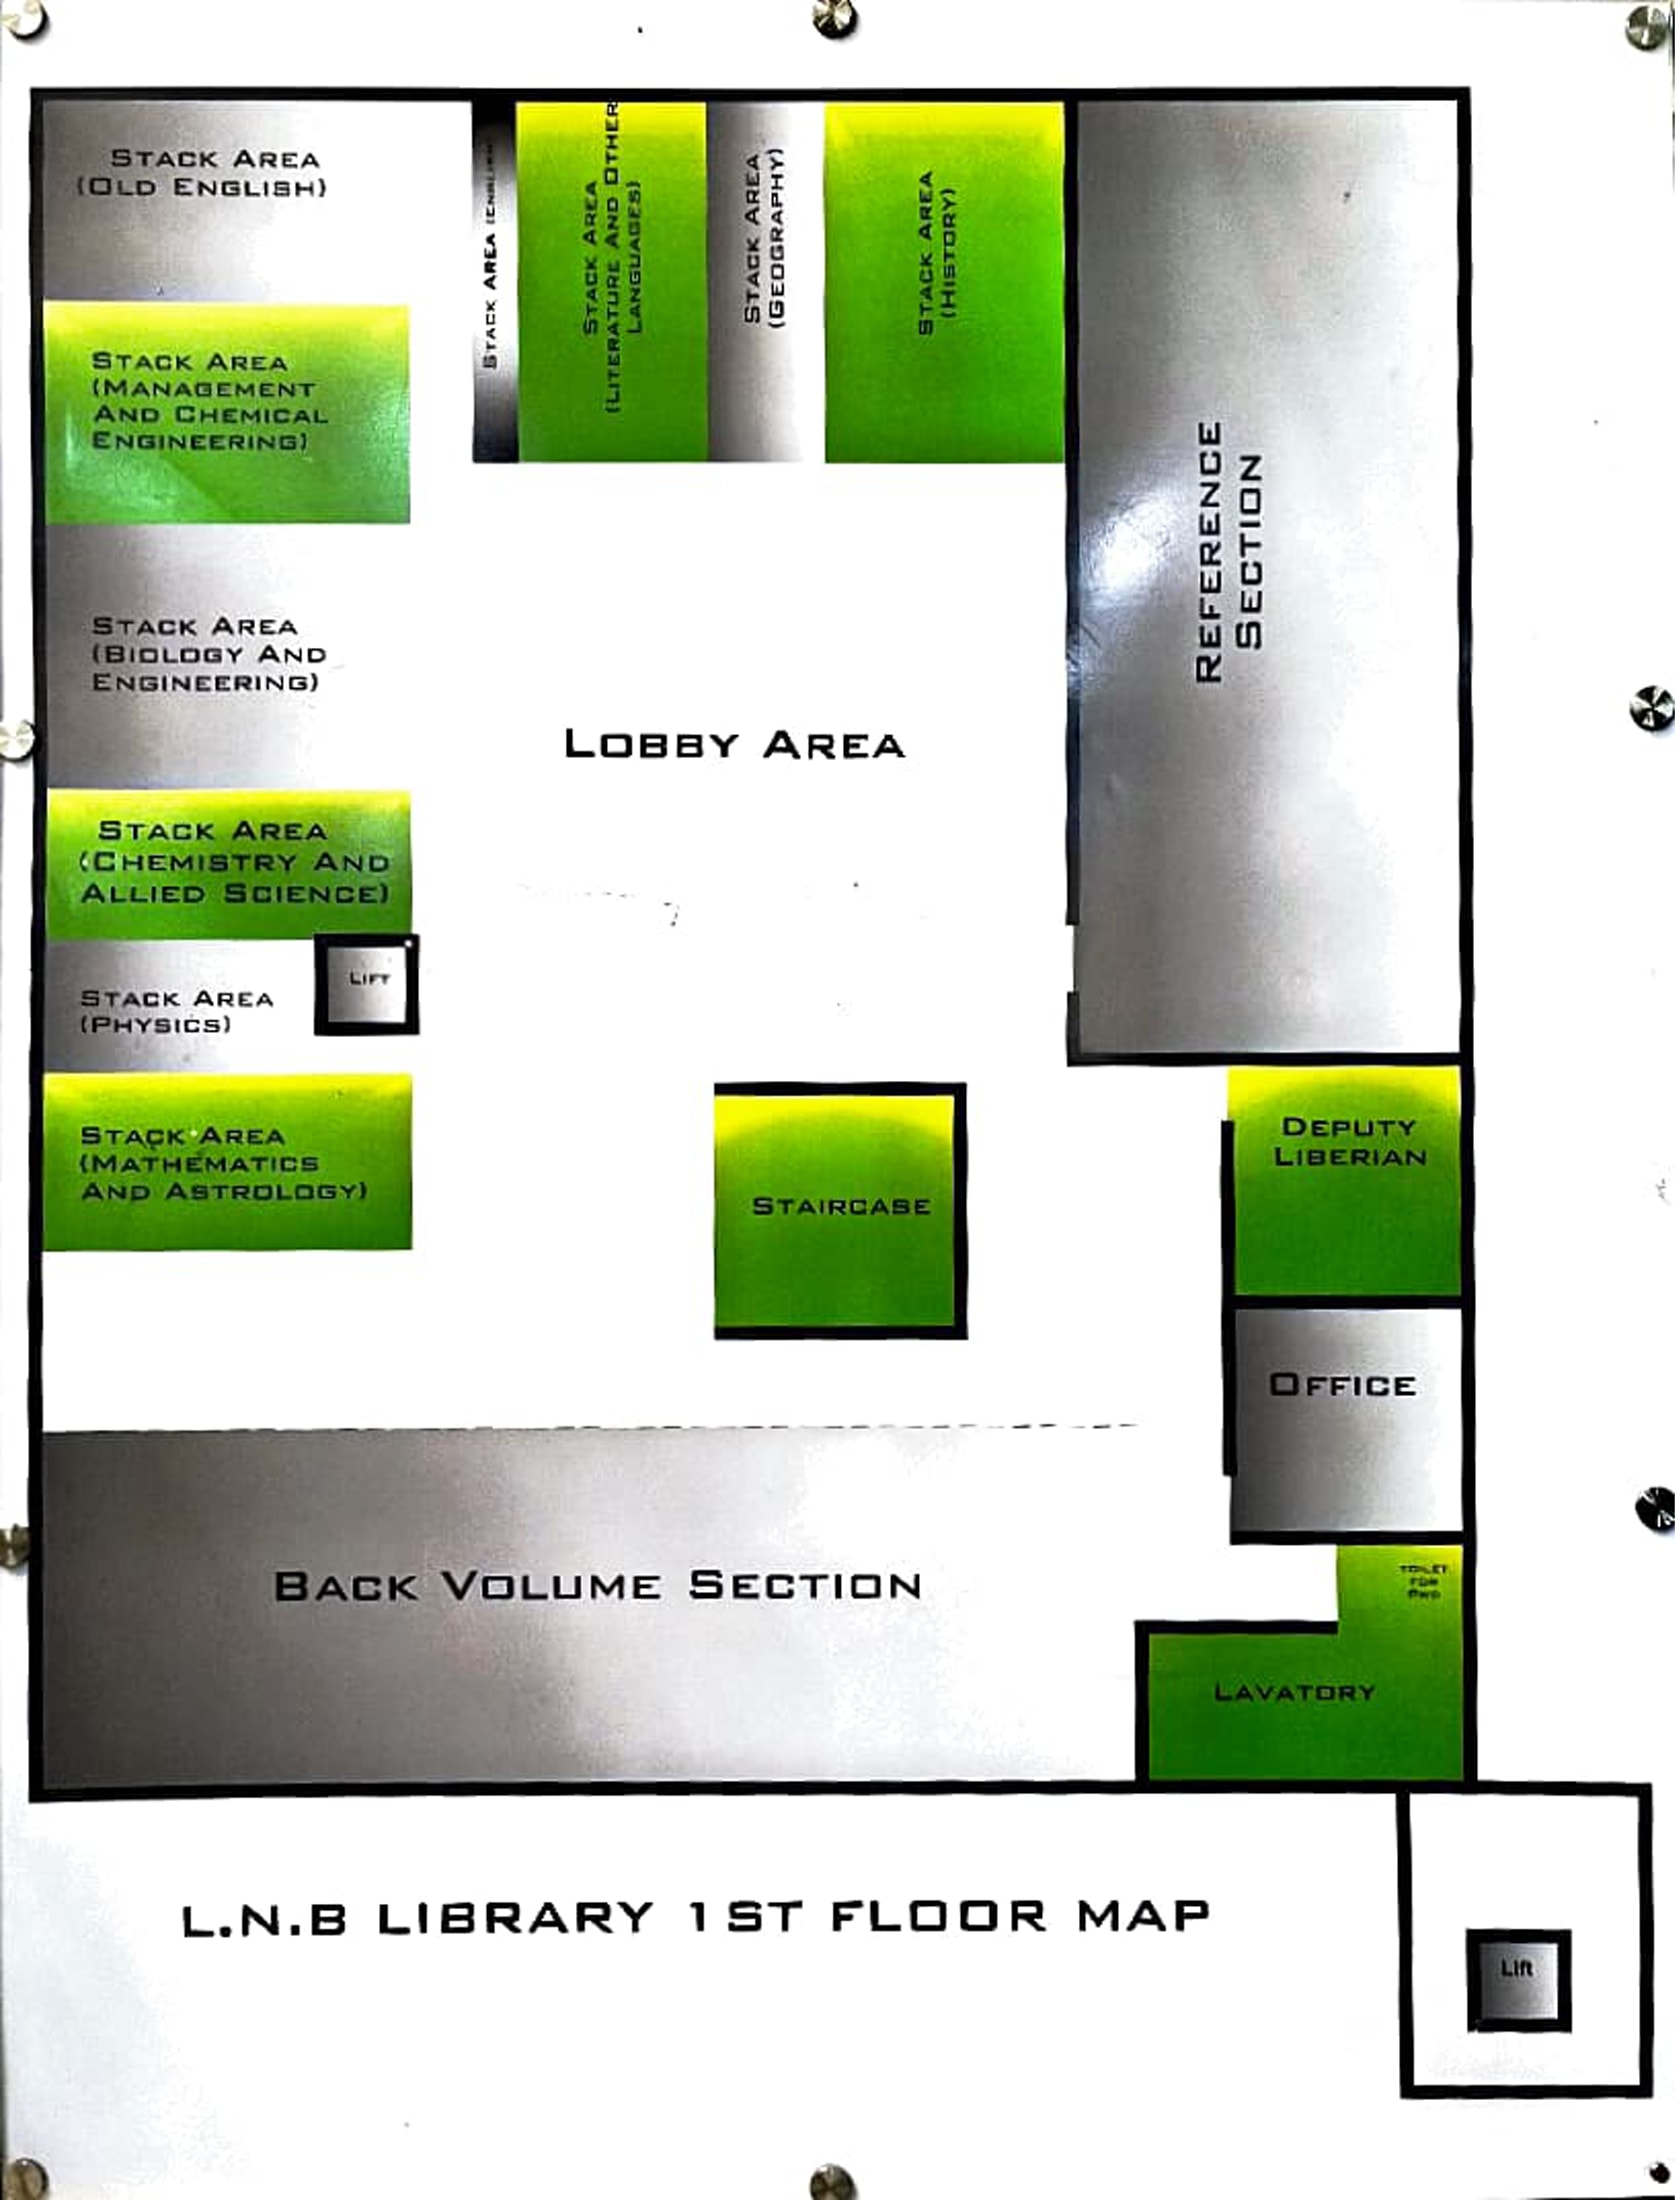 STACK AREA
(OLD ENGLISH)
STACK AREA
(MANAGEMENT
AND CHEMICAL
ENGINEERING)
STACK AREA
(BIOLOGY AND
ENGINEERING)
STACK AREA
(CHEMISTRY AND
ALLIED SCIENCE)
STACK AREA
(PHYSICS)
LIFT
STACK AREA
(MATHEMATICS
AND ASTROLOGY)
STACK AREA
STACK AREA
(LITERATURE AND OTHER
LANGUAGES)
STACK AREA
(GEOGRAPHY)
STACK AREA
(HISTORY)
REFERENCE
SECTION
LOBBY AREA
STAIRCASE
DEPUTY
LIBERIAN
OFFICE
TOILET
FOR
PWD
LAVATORY
BACK VOLUME SECTION
L.N.B LIBRARY 1ST FLOOR MAP
Lift